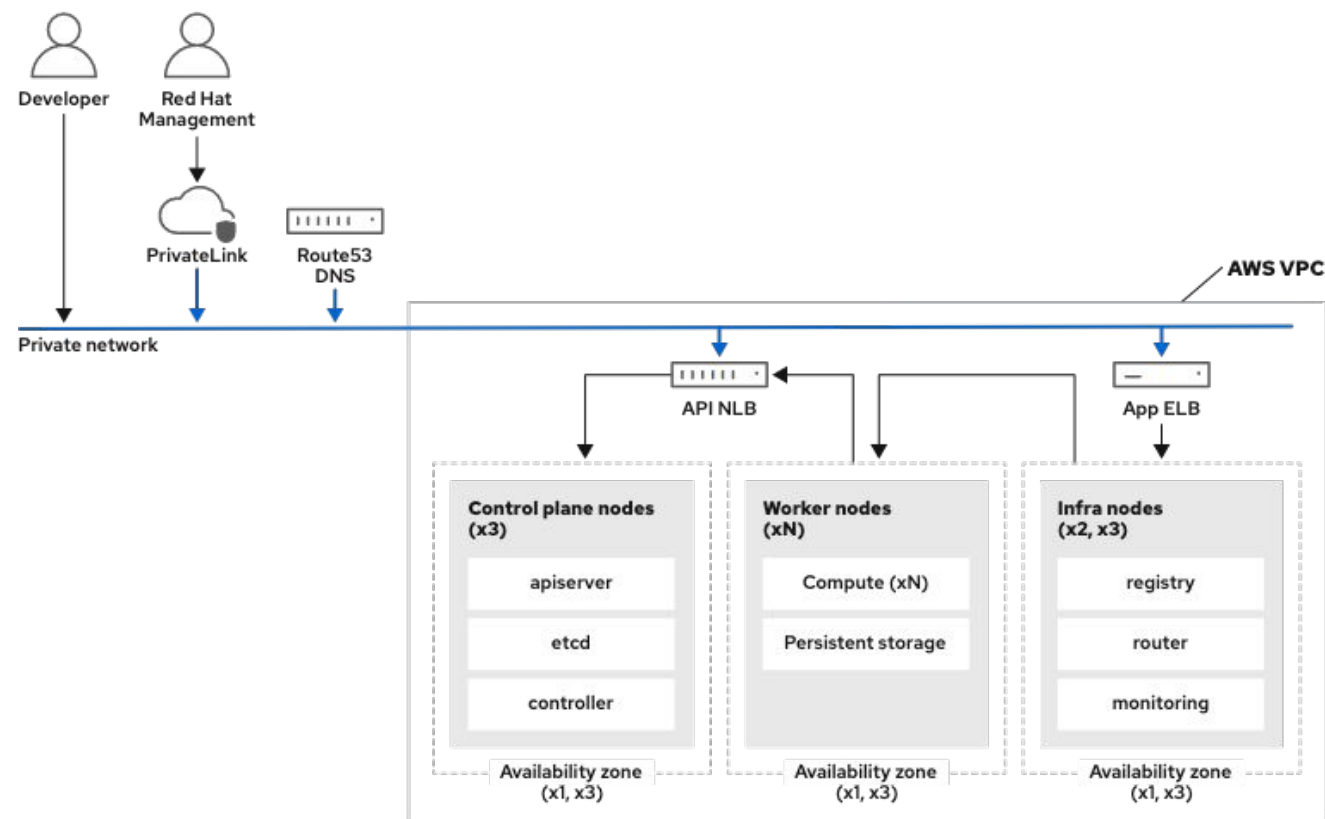 Developer
Red Hat
Management
PrivateLink
Route53
DNS
AWS VPC
Private network
API NLB
App ELB
Control plane nodes
(x3)
apiserver
etcd
controller
Availability zone
(x1, x3)
Worker nodes
(xN)
Compute (xN)
Persistent storage
Availability zone
(x1, x3)
Infra nodes
(x2, x3)
registry
router
monitoring
Availability zone
(x1, x3)